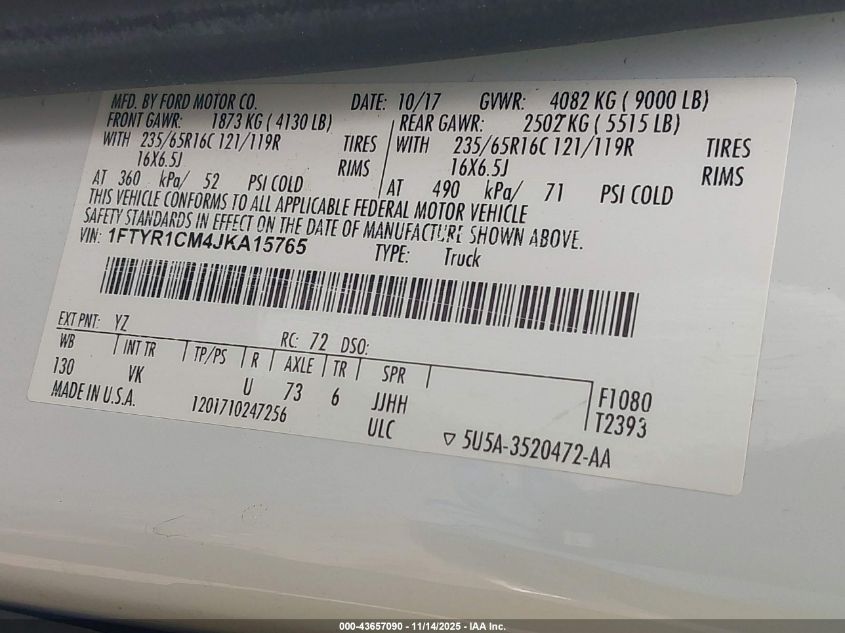 MFD. BY FORD MOTOR CO. DATE: 10/17 GVWR: 4082 KG ( 9000 LB)
FRONT GAWR: 1873 KG ( 4130 LB) REAR GAWR: 2502 KG ( 5515 LB)
WITH 235/65R16C 121/119R TIRES WITH 235/65R16C 121/119R TIRES
16X6.5J RIMS 16X6.5J RIMS
AT 360 kPa/ 52 PSI COLD AT 490 kPa/ 71 PSI COLD
THIS VEHICLE CONFORMS TO ALL APPLICABLE FEDERAL MOTOR VEHICLE
SAFETY STANDARDS IN EFFECT ON THE DATE OF MANUFACTURE SHOWN ABOVE.
VIN: 1FTYR1CM4JKA15765 TYPE: Truck
EXT PNT: YZ RC: 72 DSO:
WB INT TR TP/PS R AXLE TR SPR
130 VK U 73 6 JJHH F1080
MADE IN U.S.A. 1201710247256 ULC T2393
5U5A-3520472-AA
000-43657090 - 11/14/2025 - IAA Inc.